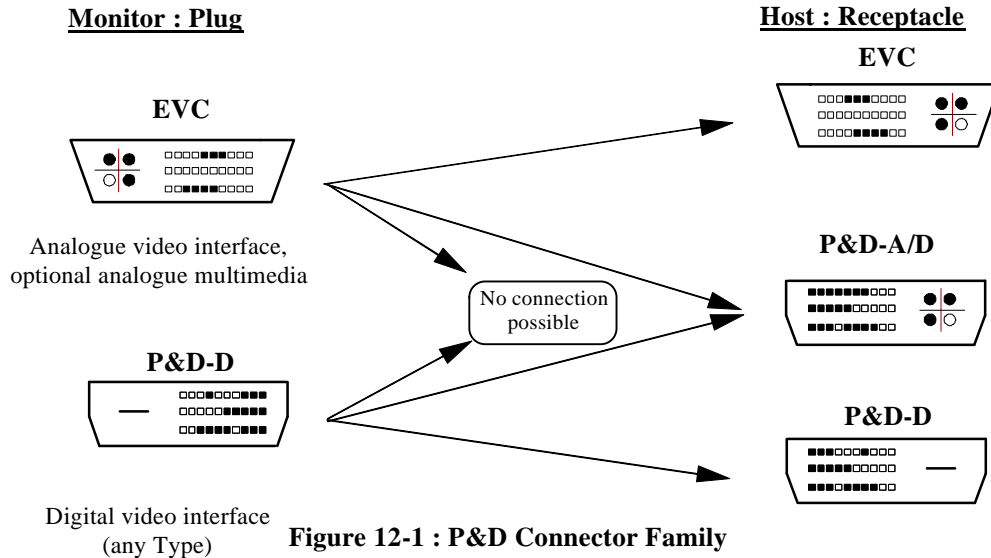 Monitor : Plug
Host : Receptacle
EVC
EVC
Analogue video interface,
optional analogue multimedia
P&D-A/D
No connection
possible
P&D-D
P&D-D
Digital video interface
(any Type)
Figure 12-1 : P&D Connector Family